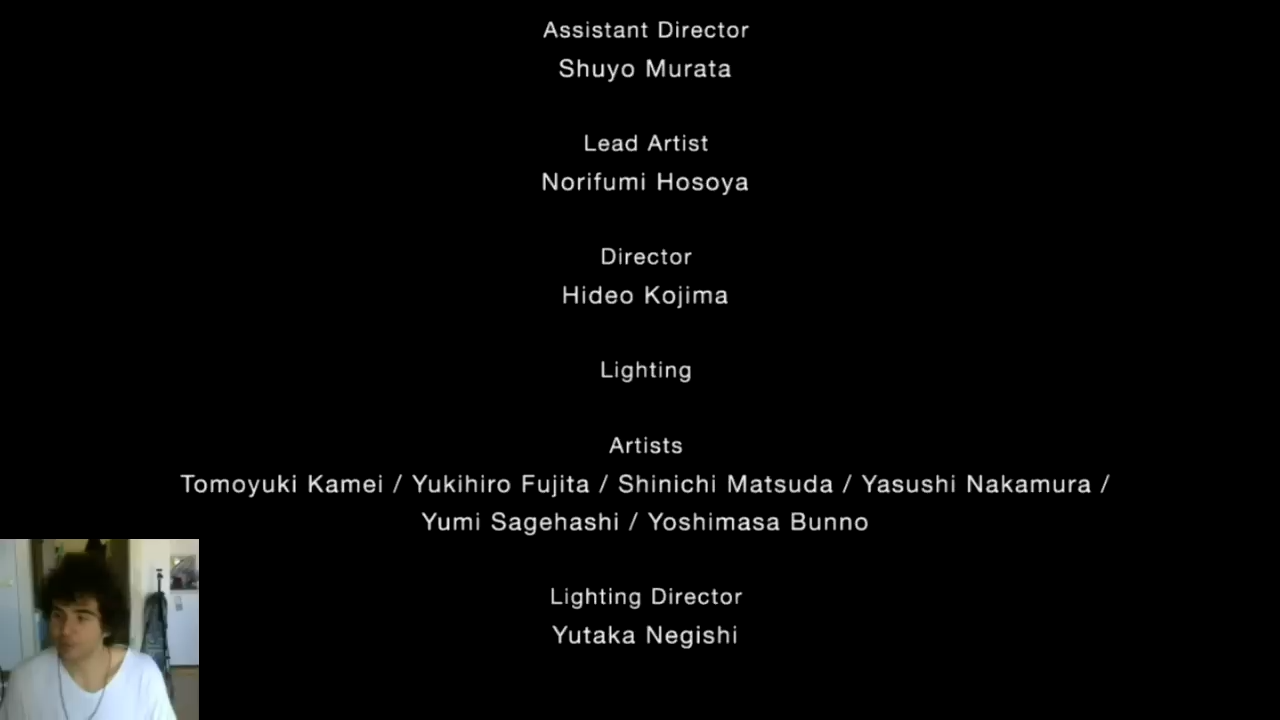 Assistant Director
Shuyo Murata
Lead Artist
Norifumi Hosoya
Director
Hideo Kojima
Lighting
Artists
Tomoyuki Kamei / Yukihiro Fujita / Shinichi Matsuda / Yasushi Nakamura /
Yumi Sagehashi / Yoshimasa Bunno
Lighting Director
Yutaka Negishi